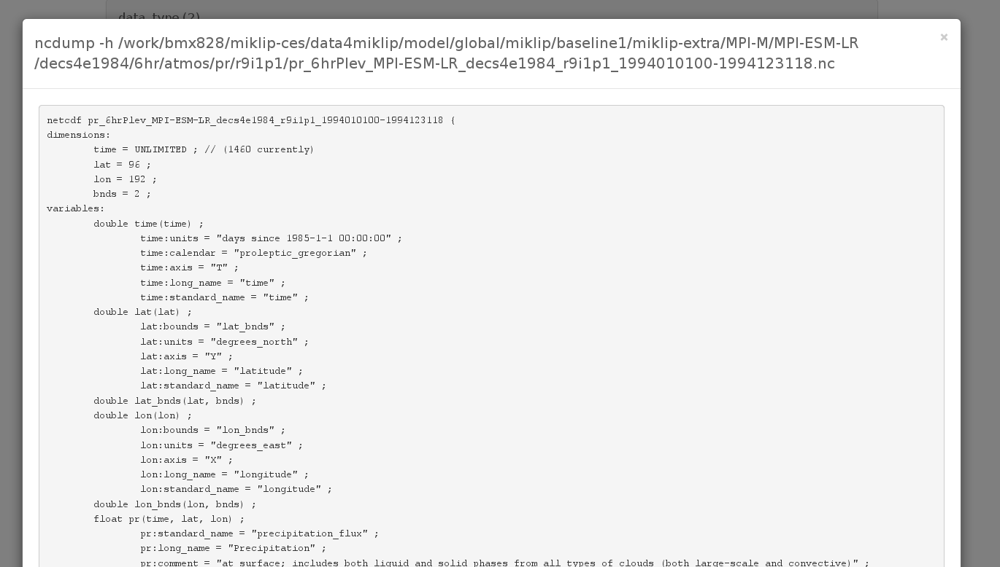 data_type (2)
ncdump -h /work/bmx828/miklip-ces/data4miklip/model/global/miklip/baseline1/miklip-extra/MPI-M/MPI-ESM-LR
/decs4e1984/6hr/atmos/pr/r9i1p1/pr_6hrPlev_MPI-ESM-LR_decs4e1984_r9i1p1_1994010100-1994123118.nc
×
netcdf pr_6hrPlev_MPI-ESM-LR_decs4e1984_r9i1p1_1994010100-1994123118 {
dimensions:
time = UNLIMITED ; // (1460 currently)
lat = 96 ;
lon = 192 ;
bnds = 2 ;
variables:
double time(time) ;
time:units = "days since 1985-1-1 00:00:00" ;
time:calendar = "proleptic_gregorian" ;
time:axis = "T" ;
time:long_name = "time" ;
time:standard_name = "time" ;
double lat(lat) ;
lat:bounds = "lat_bnds" ;
lat:units = "degrees_north" ;
lat:axis = "Y" ;
lat:long_name = "latitude" ;
lat:standard_name = "latitude" ;
double lat_bnds(lat, bnds) ;
double lon(lon) ;
lon:bounds = "lon_bnds" ;
lon:units = "degrees_east" ;
lon:axis = "X" ;
lon:long_name = "longitude" ;
lon:standard_name = "longitude" ;
double lon_bnds(lon, bnds) ;
float pr(time, lat, lon) ;
pr:standard_name = "precipitation_flux" ;
pr:long_name = "Precipitation" ;
pr:comment = "at surface; includes both liquid and solid phases from all types of clouds (both large-scale and convective)" ;